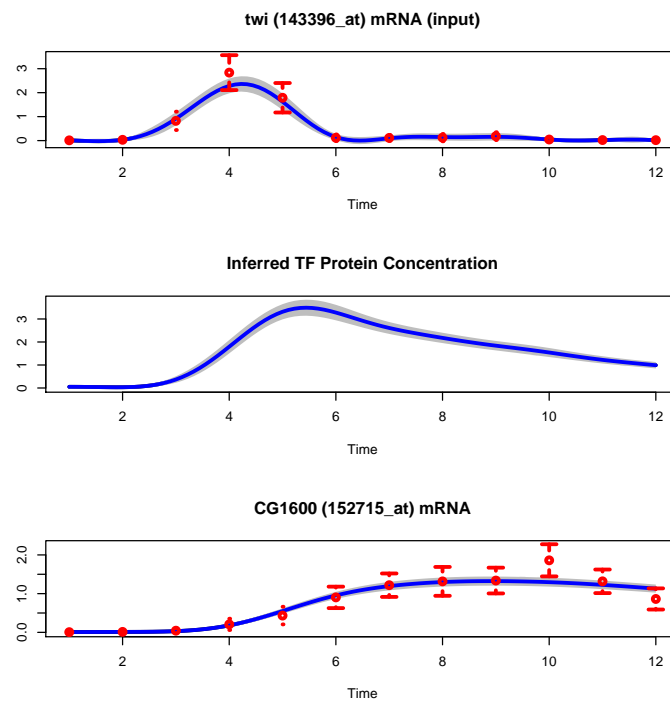 twi (143396_at) mRNA (input)
3
2
1
0
2 4 6 8 10 12
Time
Inferred TF Protein Concentration
3
2
1
0
2 4 6 8 10 12
Time
CG1600 (152715_at) mRNA
2.0
1.0
0.0
2 4 6 8 10 12
Time